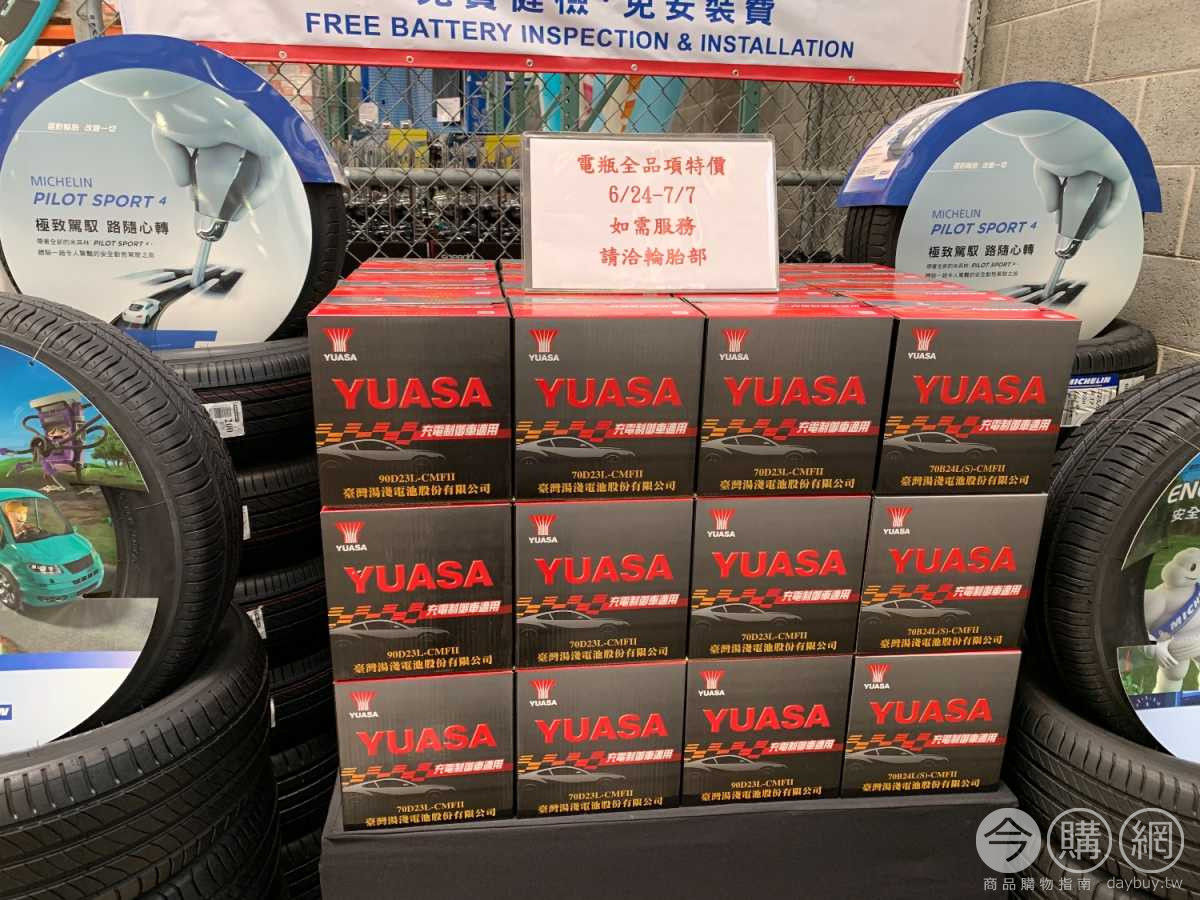 免費健檢·免安裝費
FREE BATTERY INSPECTION & INSTALLATION
電瓶全品項特價
6/24-7/7
如需服務
請洽輪胎部
MICHELIN
PILOT SPORT 4
極致駕馭 路隨心轉
MICHELIN
PILOT SPORT 4
極致駕馭 路隨心轉
MICHELIN
YUASA
YUASA
充電制御車適用
90D23L-CMFII
臺灣湯淺電池股份有限公司
YUASA
YUASA
充電制御車適用
70D23L-CMFII
臺灣湯淺電池股份有限公司
YUASA
YUASA
充電制御車適用
70D23L-CMFII
臺灣湯淺電池股份有限公司
YUASA
YUASA
充電制御車適用
70B24L(S)-CMFII
臺灣湯淺電池股份有限公司
YUASA
YUASA
充電制御車適用
90D23L-CMFII
臺灣湯淺電池股份有限公司
YUASA
YUASA
充電制御車適用
70D23L-CMFII
臺灣湯淺電池股份有限公司
YUASA
YUASA
充電制御車適用
70D23L-CMFII
臺灣湯淺電池股份有限公司
YUASA
YUASA
充電制御車適用
70B24L(S)-CMFII
臺灣湯淺電池股份有限公司
YUASA
YUASA
充電制御車適用
70D23L-CMFII
臺灣湯淺電池股份有限公司
YUASA
YUASA
充電制御車適用
70D23L-CMFII
臺灣湯淺電池股份有限公司
YUASA
YUASA
充電制御車適用
90D23L-CMFII
臺灣湯淺電池股份有限公司
YUASA
YUASA
充電制御車適用
70B24L(S)-CMFII
臺灣湯淺電池股份有限公司
今購網
商品購物指南 daybuy.tw